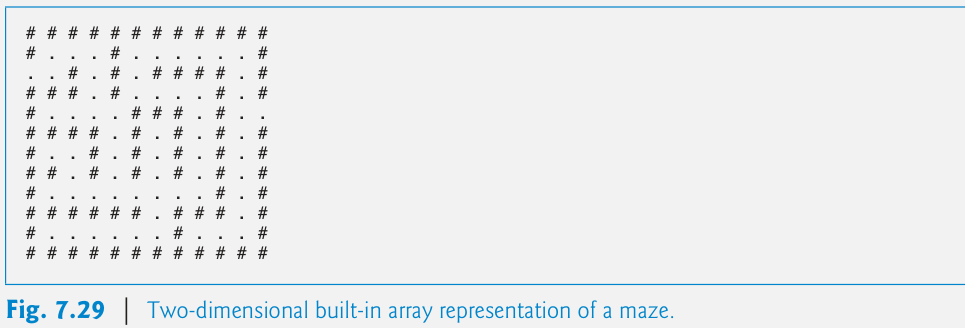 # # # # # # # # # # # #
# . . . # . . . . . . #
. . # . # . # # # # . #
# # # . # . . . . # . #
# . . . . # # # . # . .
# # # # . # . # . # . #
# . . # . # . # . # . #
# # . # . # . # . # . #
# . . . . . . . . # . #
# # # # # # . # # # . #
# . . . . . . # . . . #
# # # # # # # # # # # #
Fig. 7.29 | Two-dimensional built-in array representation of a maze.